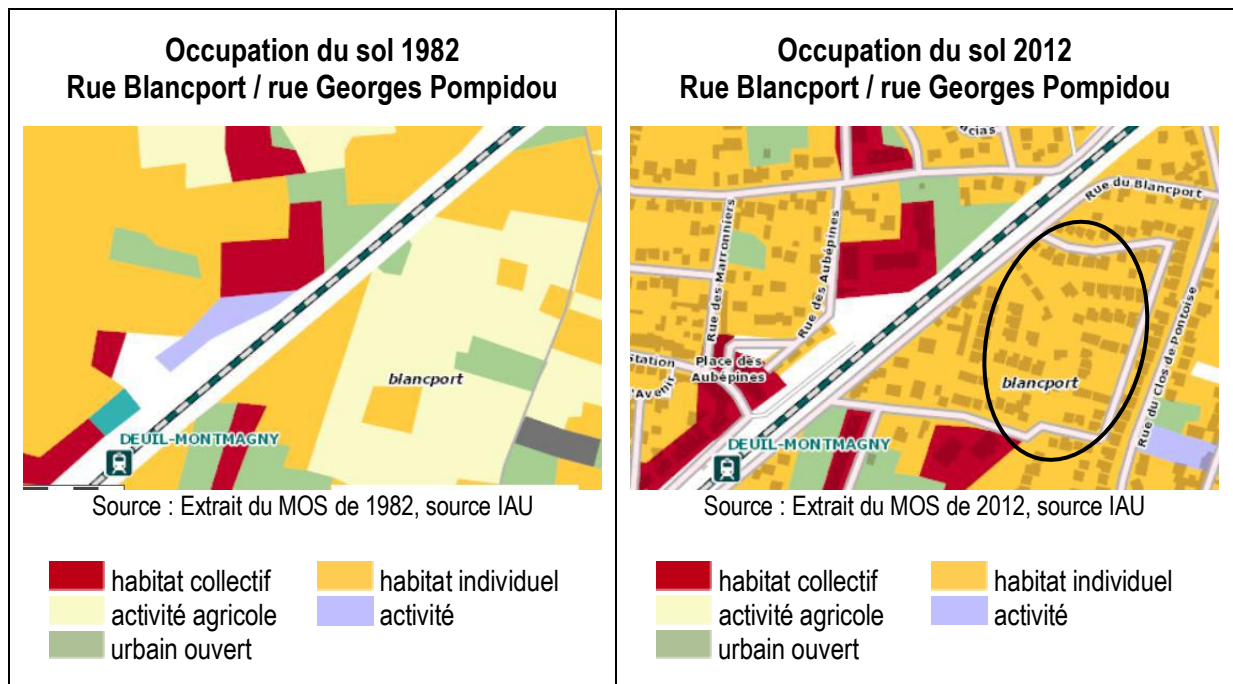 Occupation du sol 1982
Rue Blancport / rue Georges Pompidou
blancport
DEUIL-MONTMAGNY
Source : Extrait du MOS de 1982, source IAU
habitat collectif
habitat individuel
activité agricole
activité
urbain ouvert
Occupation du sol 2012
Rue Blancport / rue Georges Pompidou
cias
Rue du Blancport
Rue des Marronniers
Rue des Aubépines
Station
Place des
Aubépines
l'Avenir
blancport
Rue du Clos de Pontoise
DEUIL-MONTMAGNY
Source : Extrait du MOS de 2012, source IAU
habitat collectif
habitat individuel
activité agricole
activité
urbain ouvert